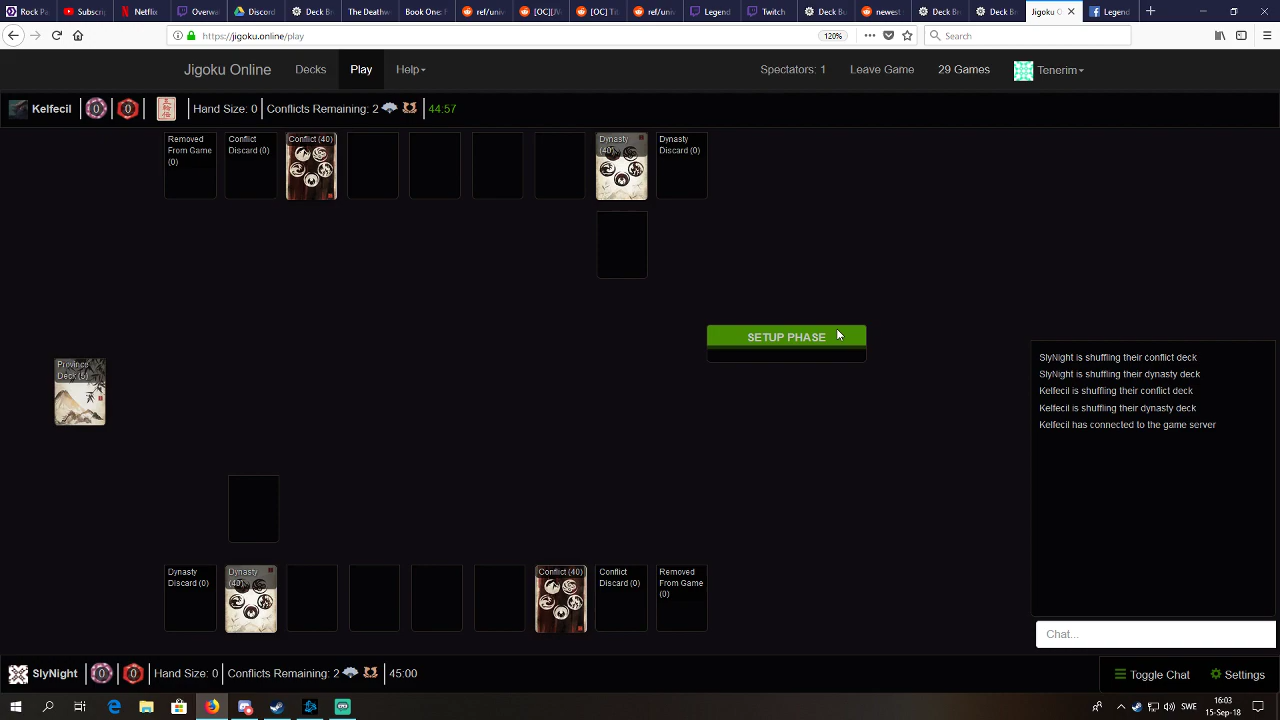 Rock Pa
Subscrip
Netflix
Overwa
Discord.
Deck B
The Deathw
Book One: F
ref/univ
[OC][JV
[OC] Ti
ref/univ
Legend
Twitch
Deck Bu
newest
Deck Be
Deck Be
Jigoku O
Legend
https://jigoku.online/play
120%
Search
Jigoku Online
Decks
Play
Help
Spectators: 1
Leave Game
29 Games
Tenerim
Kelfecil
0
0
Hand Size: 0
Conflicts Remaining: 2
44.57
Removed
From Game
(0)
Conflict
Discard (0)
Conflict (40)
Dynasty
(40)
Dynasty
Discard (0)
SETUP PHASE
Province
Deck (5)
SlyNight is shuffling their conflict deck
SlyNight is shuffling their dynasty deck
Kelfecil is shuffling their conflict deck
Kelfecil is shuffling their dynasty deck
Kelfecil has connected to the game server
Dynasty
Discard (0)
Dynasty
(40)
Conflict (40)
Conflict
Discard (0)
Removed
From Game
(0)
Chat...
SlyNight
0
0
Hand Size: 0
Conflicts Remaining: 2
45:00
Toggle Chat
Settings
SWE
16:03
15-Sep-18